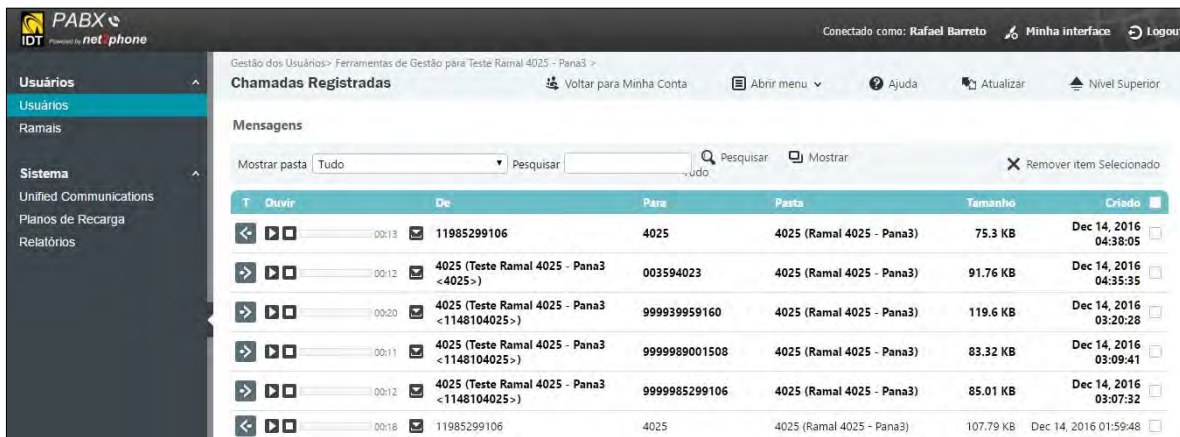 PABX
IDT Powered by net2phone
Conectado como: Rafael Barreto Minha interface Logou
Gestão dos Usuários> Ferramentas de Gestão para Teste Ramal 4025 - Pana3 >
Chamadas Registradas Voltar para Minha Conta Abrir menu Ajuda Atualizar Nível Superior
Usuários
Usuários
Ramais
Sistema
Unified Communications
Planos de Recarga
Relatórios
Mensagens
Mostrar pasta Tudo Pesquisar Pesquisar Mostrar Remover item Selecionado
T Ouvir De Para Pasta Tamanho Criado
00:13 11985299106 4025 4025 (Ramal 4025 - Pana3) 75.3 KB Dec 14, 2016
04:38:05
00:12 4025 (Teste Ramal 4025 - Pana3 003594023 4025 (Ramal 4025 - Pana3) 91.76 KB Dec 14, 2016
<4025>) 04:35:35
00:20 4025 (Teste Ramal 4025 - Pana3 999939959160 4025 (Ramal 4025 - Pana3) 119.6 KB Dec 14, 2016
<1148104025>) 03:20:28
00:11 4025 (Teste Ramal 4025 - Pana3 9999989001508 4025 (Ramal 4025 - Pana3) 83.32 KB Dec 14, 2016
<1148104025>) 03:09:41
00:12 4025 (Teste Ramal 4025 - Pana3 9999985299106 4025 (Ramal 4025 - Pana3) 85.01 KB Dec 14, 2016
<1148104025>) 03:07:32
00:18 11985299106 4025 4025 (Ramal 4025 - Pana3) 107.79 KB Dec 14, 2016 01:59:48